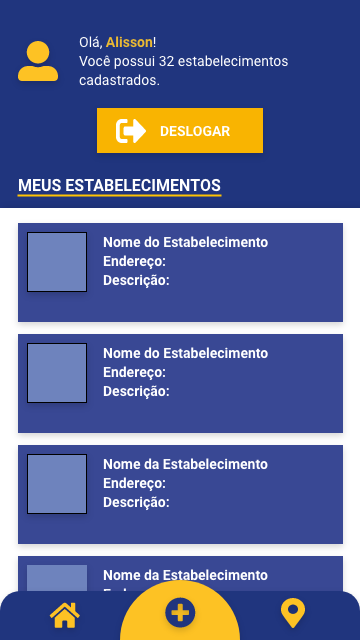 Olá, Alisson!
Você possui 32 estabelecimentos
cadastrados.
DESLOGAR
MEUS ESTABELECIMENTOS
Nome do Estabelecimento
Endereço:
Descrição:
Nome do Estabelecimento
Endereço:
Descrição:
Nome da Estabelecimento
Endereço:
Descrição:
Nome da Estabelecimento